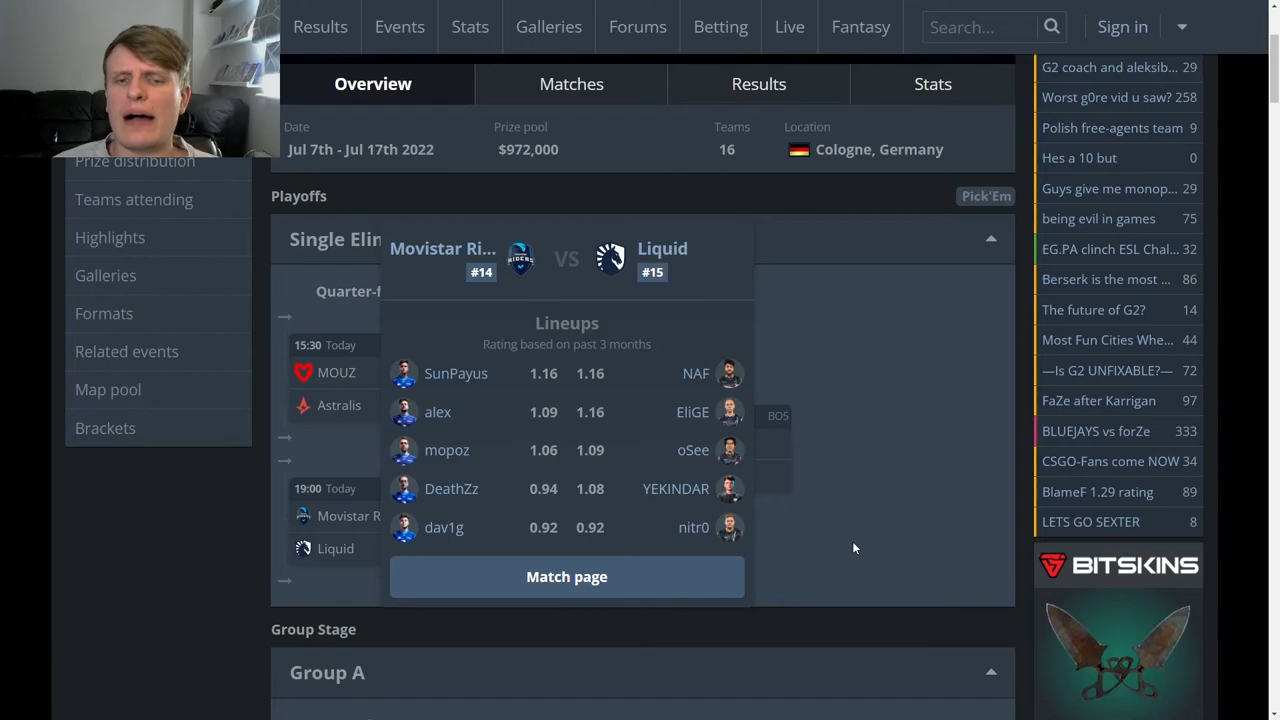 Results Events Stats Galleries Forums Betting Live Fantasy Search... Sign in
Overview Matches Results Stats
Date Prize pool Teams Location
Jul 7th - Jul 17th 2022 $972,000 16 Cologne, Germany
Prize distribution
Teams attending
Highlights
Galleries
Formats
Related events
Map pool
Brackets
Playoffs Pick'Em
Single Elin
Quarter-f
15:30 Today
MOUZ
Astralis
19:00 Today
Movistar R
Liquid
BO5
Movistar Ri... VS Liquid
#14 #15
RIDERS
Lineups
Rating based on past 3 months
SunPayus 1.16 1.16 NAF
alex 1.09 1.16 EliGE
mopoz 1.06 1.09 oSee
DeathZz 0.94 1.08 YEKINDAR
dav1g 0.92 0.92 nitr0
Match page
Group Stage
Group A
G2 coach and aleksib... 29
Worst g0re vid u saw? 258
Polish free-agents team 9
Hes a 10 but 0
Guys give me monop... 29
being evil in games 75
EG.PA clinch ESL Chal... 32
Berserk is the most ... 86
The future of G2? 14
Most Fun Cities Whe... 44
—Is G2 UNFIXABLE?— 72
FaZe after Karrigan 97
BLUEJAYS vs forZe 333
CSGO-Fans come NOW 34
BlameF 1.29 rating 89
LETS GO SEXTER 8
BITSKINS